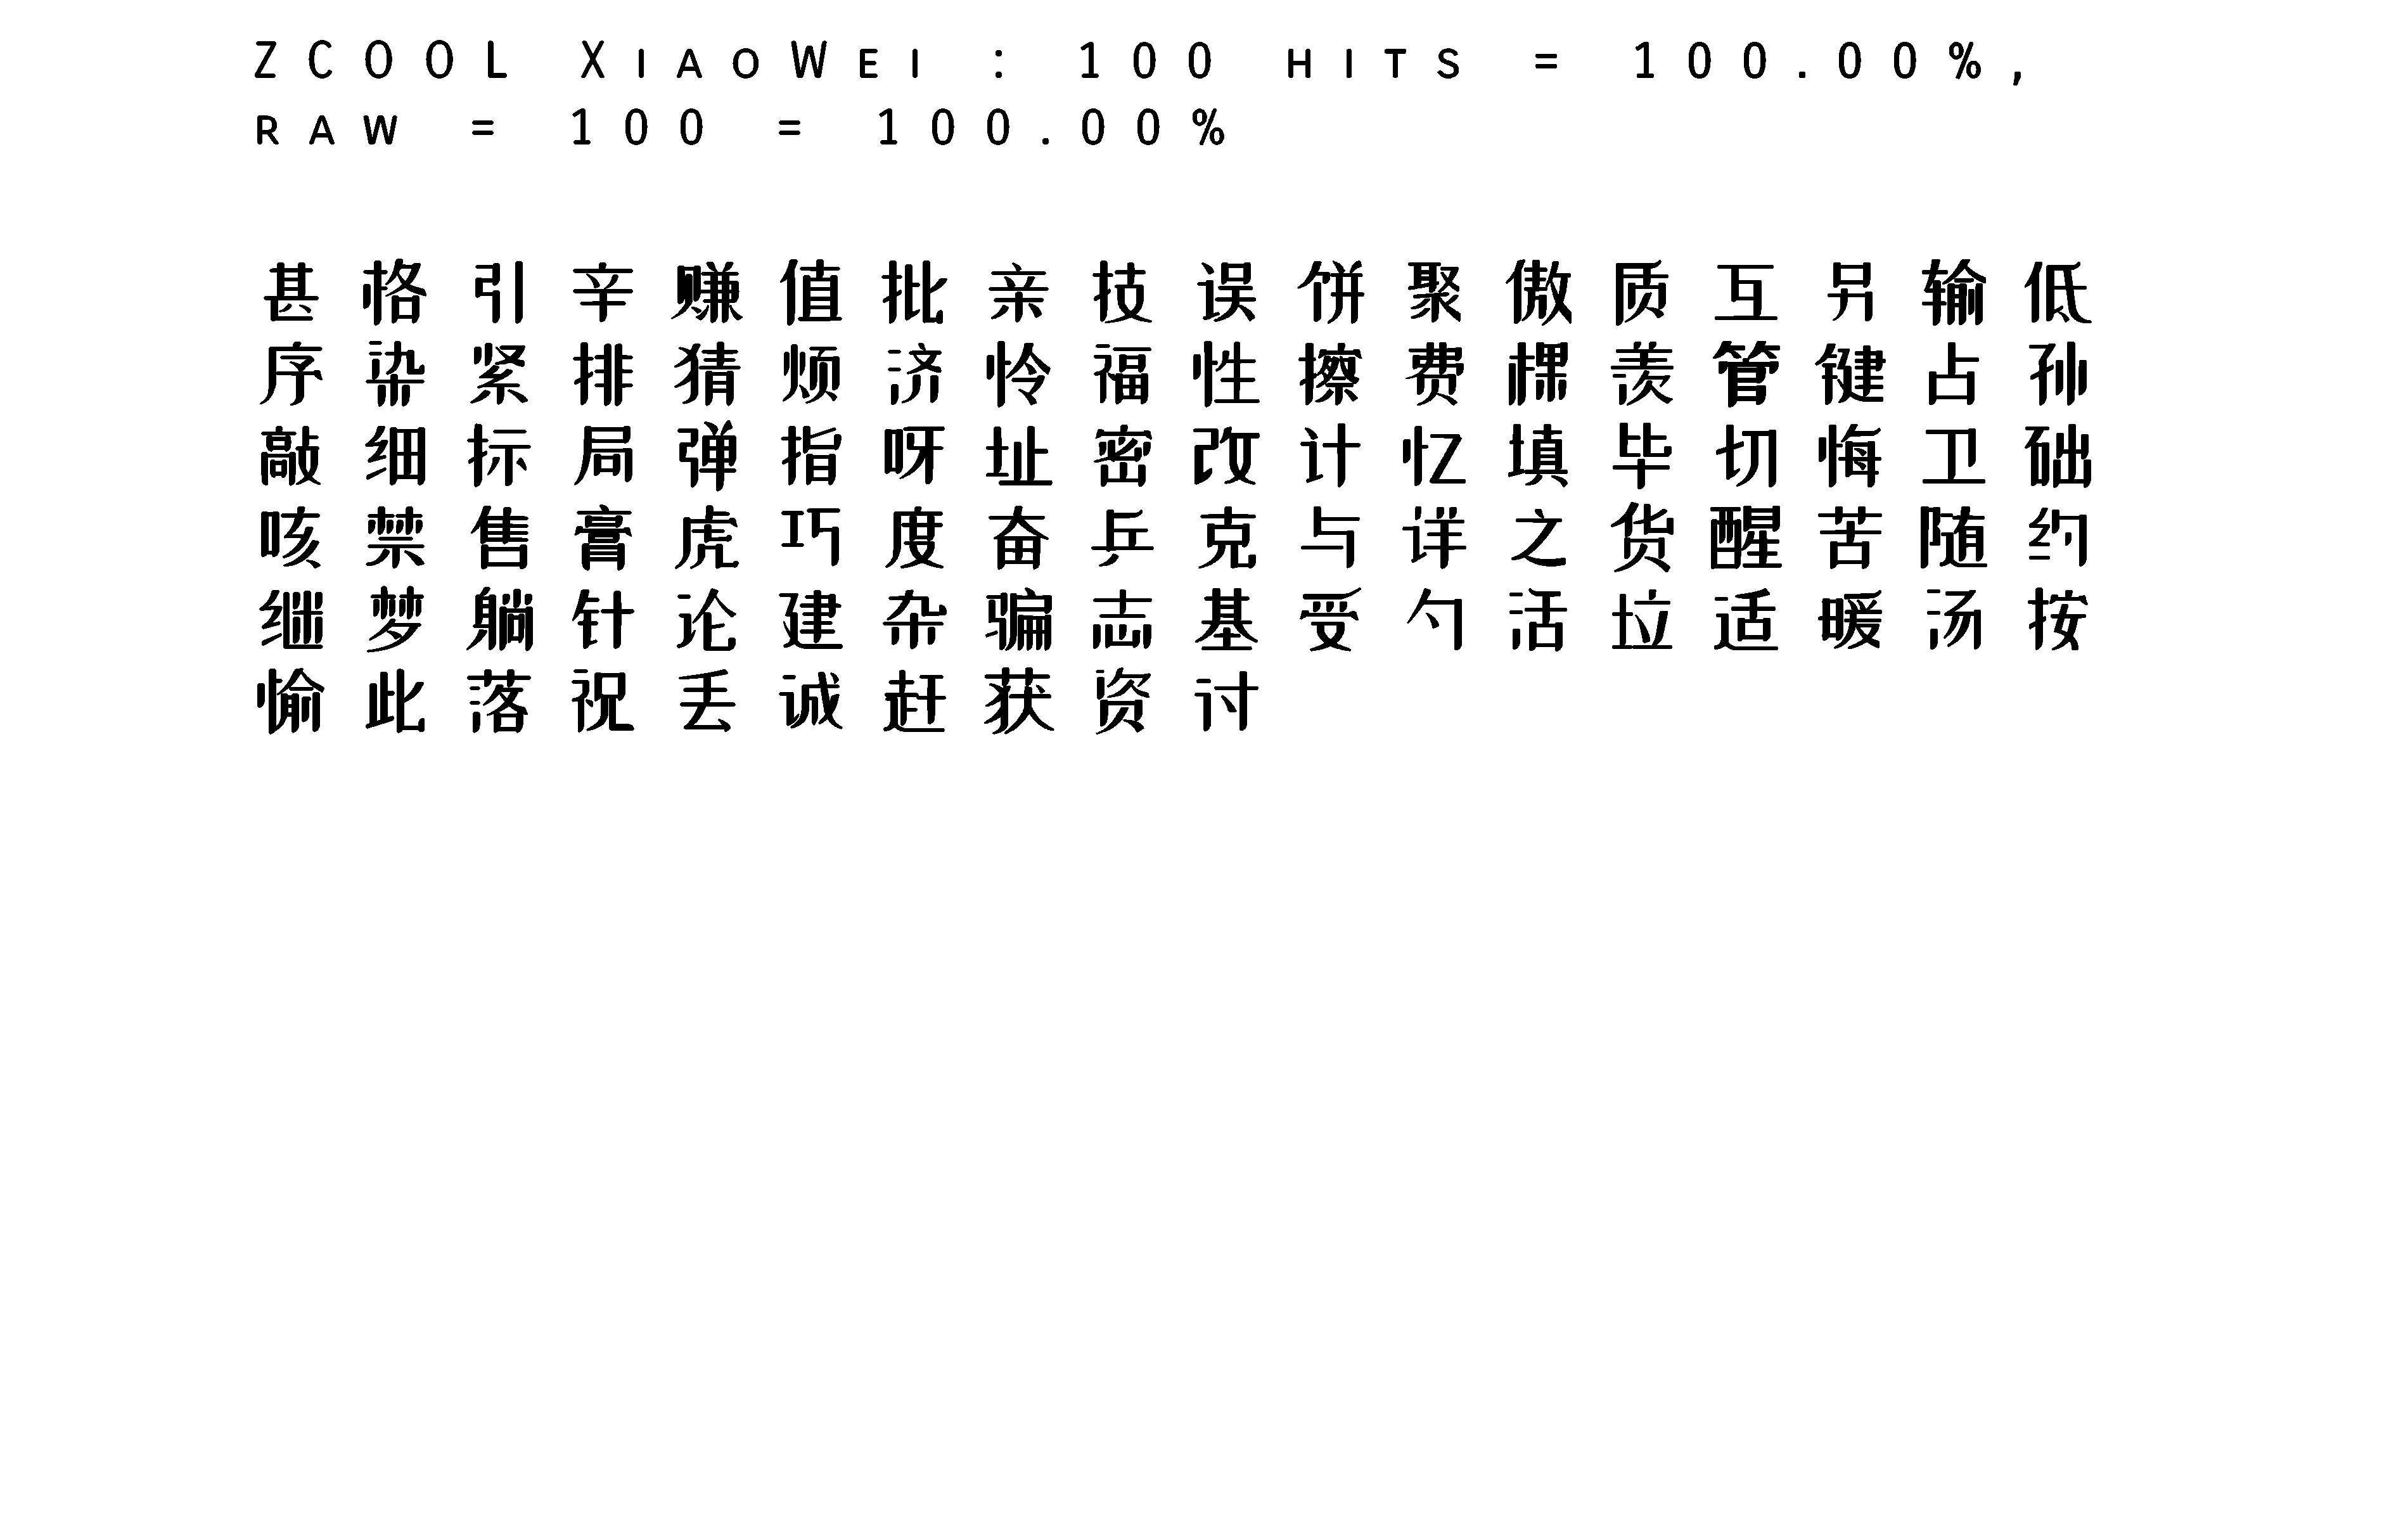 ZCOOL XiaoWei : 100 hits = 100.00%,
raw = 100 = 100.00%
甚格引辛赚值批亲技误饼聚傲质互另输低
序染紧排猜烦济怜福性擦费棵羡管键占孙
敲细标局弹指呀址密改计忆填毕切悔卫础
咳禁售膏虎巧度奋乒克与详之货醒苦随约
继梦躺针论建杂骗志基受勺活垃适暖汤按
愉此落祝丢诚赶获资讨